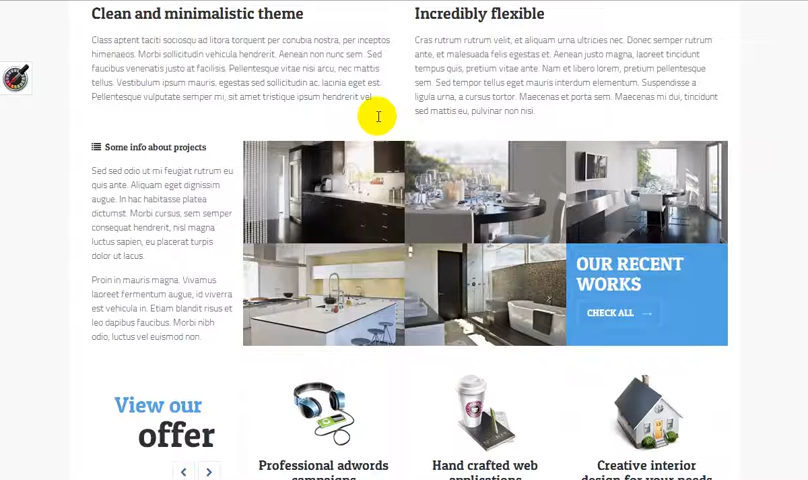 Clean and minimalistic theme
Class aptent taciti sociosqu ad litora torquent per conubia nostra, per inceptos
himenaeos. Morbi sollicitudin vehicula hendrerit. Aenean non nunc sem. Sed
faucibus venenatis justo at facilisis. Pellentesque vitae nisi arcu, nec mattis
tellus. Vestibulum ipsum mauris, egestas sed sollicitudin ac, lacinia eget est.
Pellentesque vulputate semper mi, sit amet tristique ipsum hendrerit vel.
Incredibly flexible
Cras rutrum rutrum velit, et aliquam urna ultricies nec. Donec semper rutrum
ante, et malesuada felis egestas et. Aenean justo magna, laoreet tincidunt
tempus quis, pretium vitae ante. Nam et libero lorem, pretium pellentesque
sem. Sed tempor tellus eget mauris interdum elementum. Suspendisse a
ligula urna, a cursus tortor. Maecenas et porta sem. Maecenas mi dui, tincidunt
sed mattis eu, pulvinar non nisi.
Some info about projects
Sed sed odio ut mi feugiat rutrum eu
quis ante. Aliquam eget dignissim
augue. In hac habitasse platea
dictumst. Morbi cursus, sem semper
consequat hendrerit, nisl magna
luctus sapien, eu placerat turpis
dolor ut lacus.
Proin in mauris magna. Vivamus
laoreet fermentum augue, id viverra
est vehicula in. Etiam blandit risus et
leo dapibus faucibus. Morbi nibh
odio, luctus vel euismod non.
OUR RECENT
WORKS
CHECK ALL →
View our
offer
Professional adwords
campaigns
Hand crafted web
applications
Creative interior
design for your needs